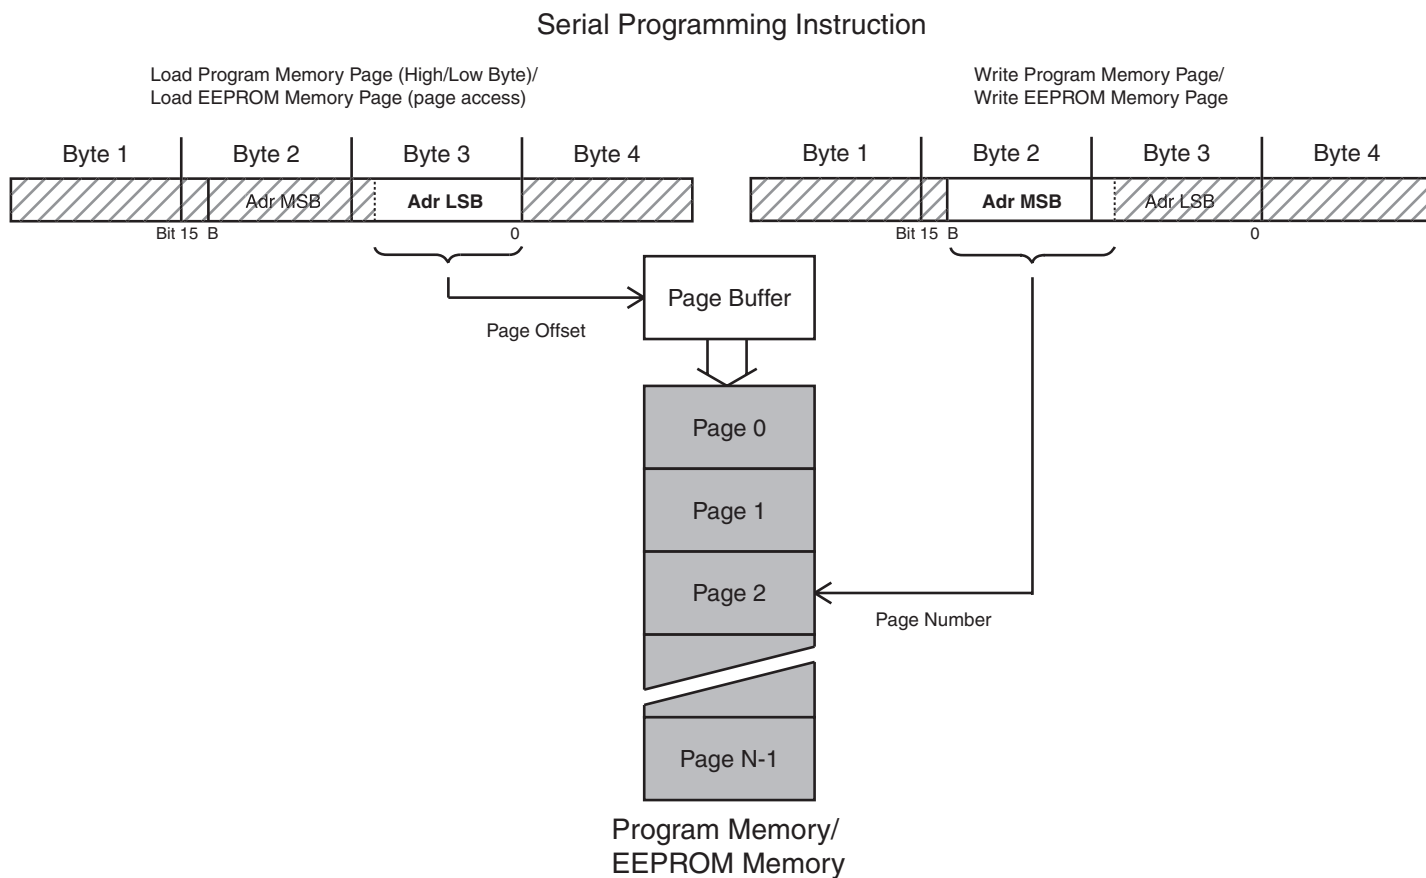 Serial Programming Instruction
Load Program Memory Page (High/Low Byte)/
Load EEPROM Memory Page (page access)
Write Program Memory Page/
Write EEPROM Memory Page
Byte 1 Byte 2 Byte 3 Byte 4
Adr MSB Adr LSB
Bit 15 B 0
Byte 1 Byte 2 Byte 3 Byte 4
Adr MSB Adr LSB
Bit 15 B 0
Page Offset
Page Buffer
Page 0
Page 1
Page 2
Page Number
Page N-1
Program Memory/
EEPROM Memory